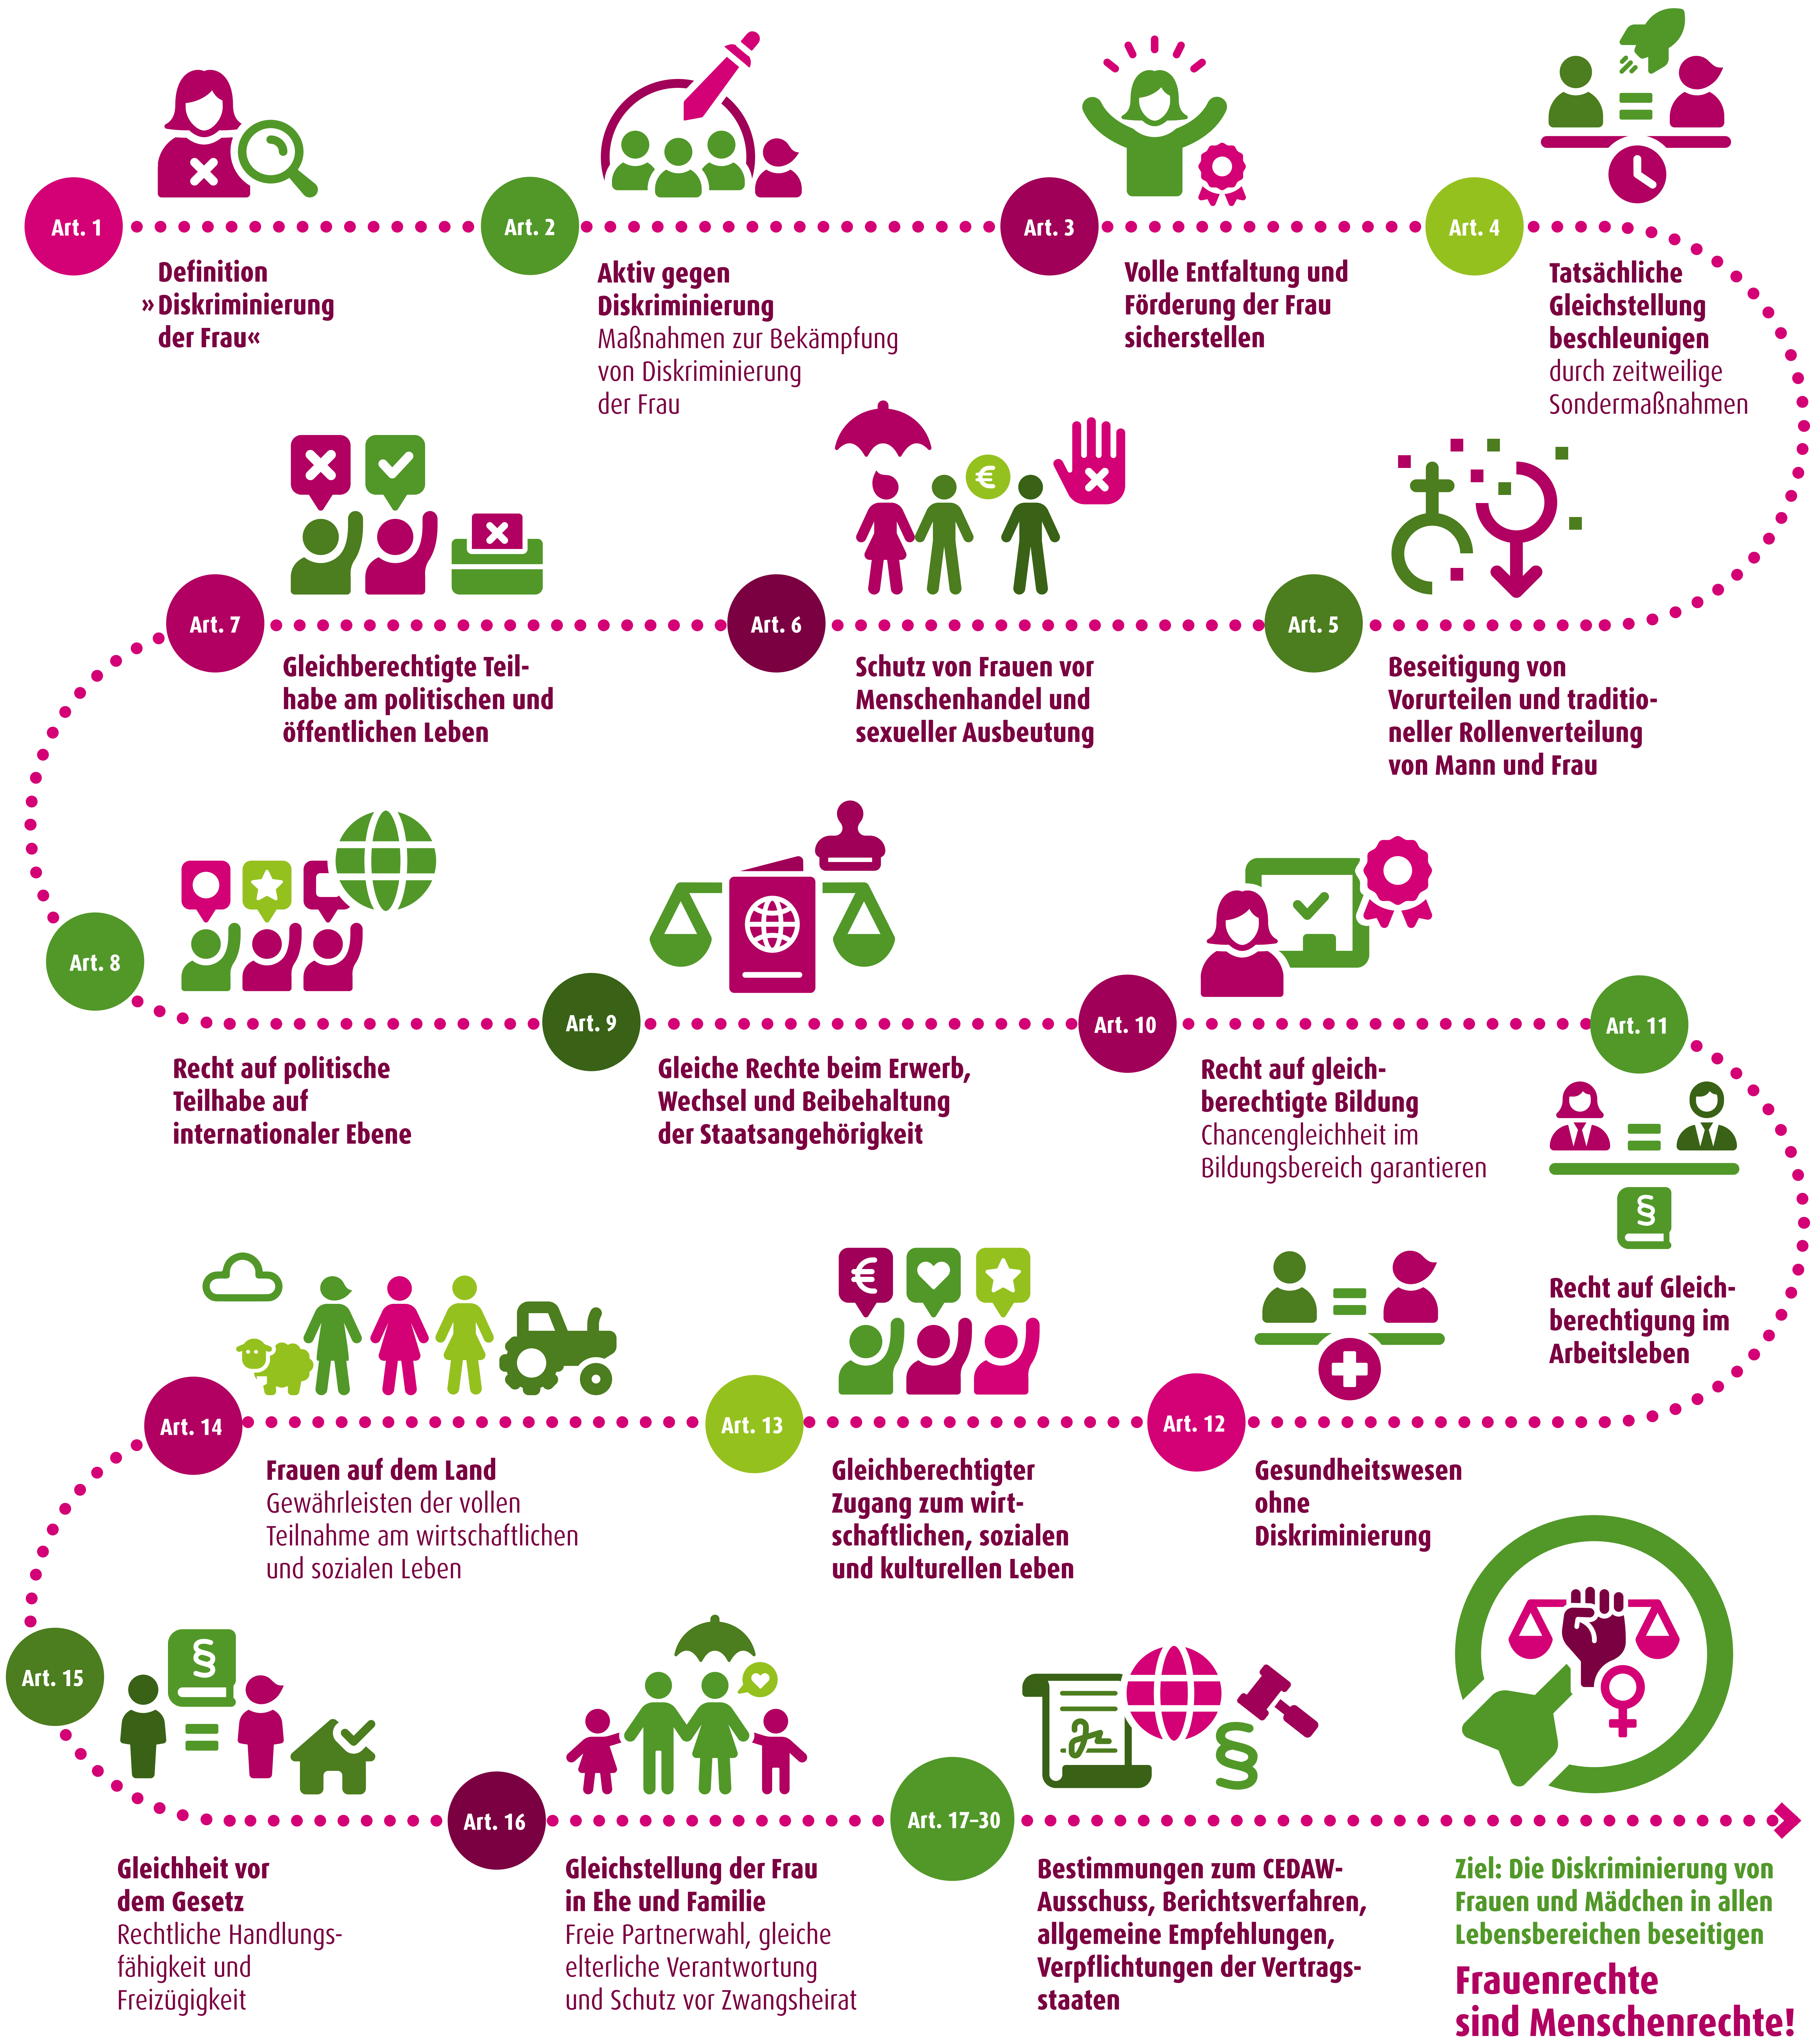 Art. 1
Definition
»Diskriminierung
der Frau«
Art. 2
Aktiv gegen
Diskriminierung
Maßnahmen zur Bekämpfung
von Diskriminierung
der Frau
Art. 3
Volle Entfaltung und
Förderung der Frau
sicherstellen
Art. 4
Tatsächliche
Gleichstellung
beschleunigen
durch zeitweilige
Sondermaßnahmen
€
Art. 5
Beseitigung von
Vorurteilen und traditio-
neller Rollenverteilung
von Mann und Frau
Art. 6
Schutz von Frauen vor
Menschenhandel und
sexueller Ausbeutung
Art. 7
Gleichberechtigte Teil-
habe am politischen und
öffentlichen Leben
Art. 8
Recht auf politische
Teilhabe auf
internationaler Ebene
Art. 9
Gleiche Rechte beim Erwerb,
Wechsel und Beibehaltung
der Staatsangehörigkeit
Art. 10
Recht auf gleich-
berechtigte Bildung
Chancengleichheit im
Bildungsbereich garantieren
Art. 11
§
Recht auf Gleich-
berechtigung im
Arbeitsleben
Art. 12
Gesundheitswesen
ohne
Diskriminierung
€
Art. 13
Gleichberechtigter
Zugang zum wirt-
schaftlichen, sozialen
und kulturellen Leben
Art. 14
Frauen auf dem Land
Gewährleisten der vollen
Teilnahme am wirtschaftlichen
und sozialen Leben
Art. 15
§
Gleichheit vor
dem Gesetz
Rechtliche Handlungs-
fähigkeit und
Freizügigkeit
Art. 16
Gleichstellung der Frau
in Ehe und Familie
Freie Partnerwahl, gleiche
elterliche Verantwortung
und Schutz vor Zwangsheirat
Art. 17–30
§
Bestimmungen zum CEDAW-
Ausschuss, Berichtsverfahren,
allgemeine Empfehlungen,
Verpflichtungen der Vertrags-
staaten
Ziel: Die Diskriminierung von
Frauen und Mädchen in allen
Lebensbereichen beseitigen
Frauenrechte
sind Menschenrechte!